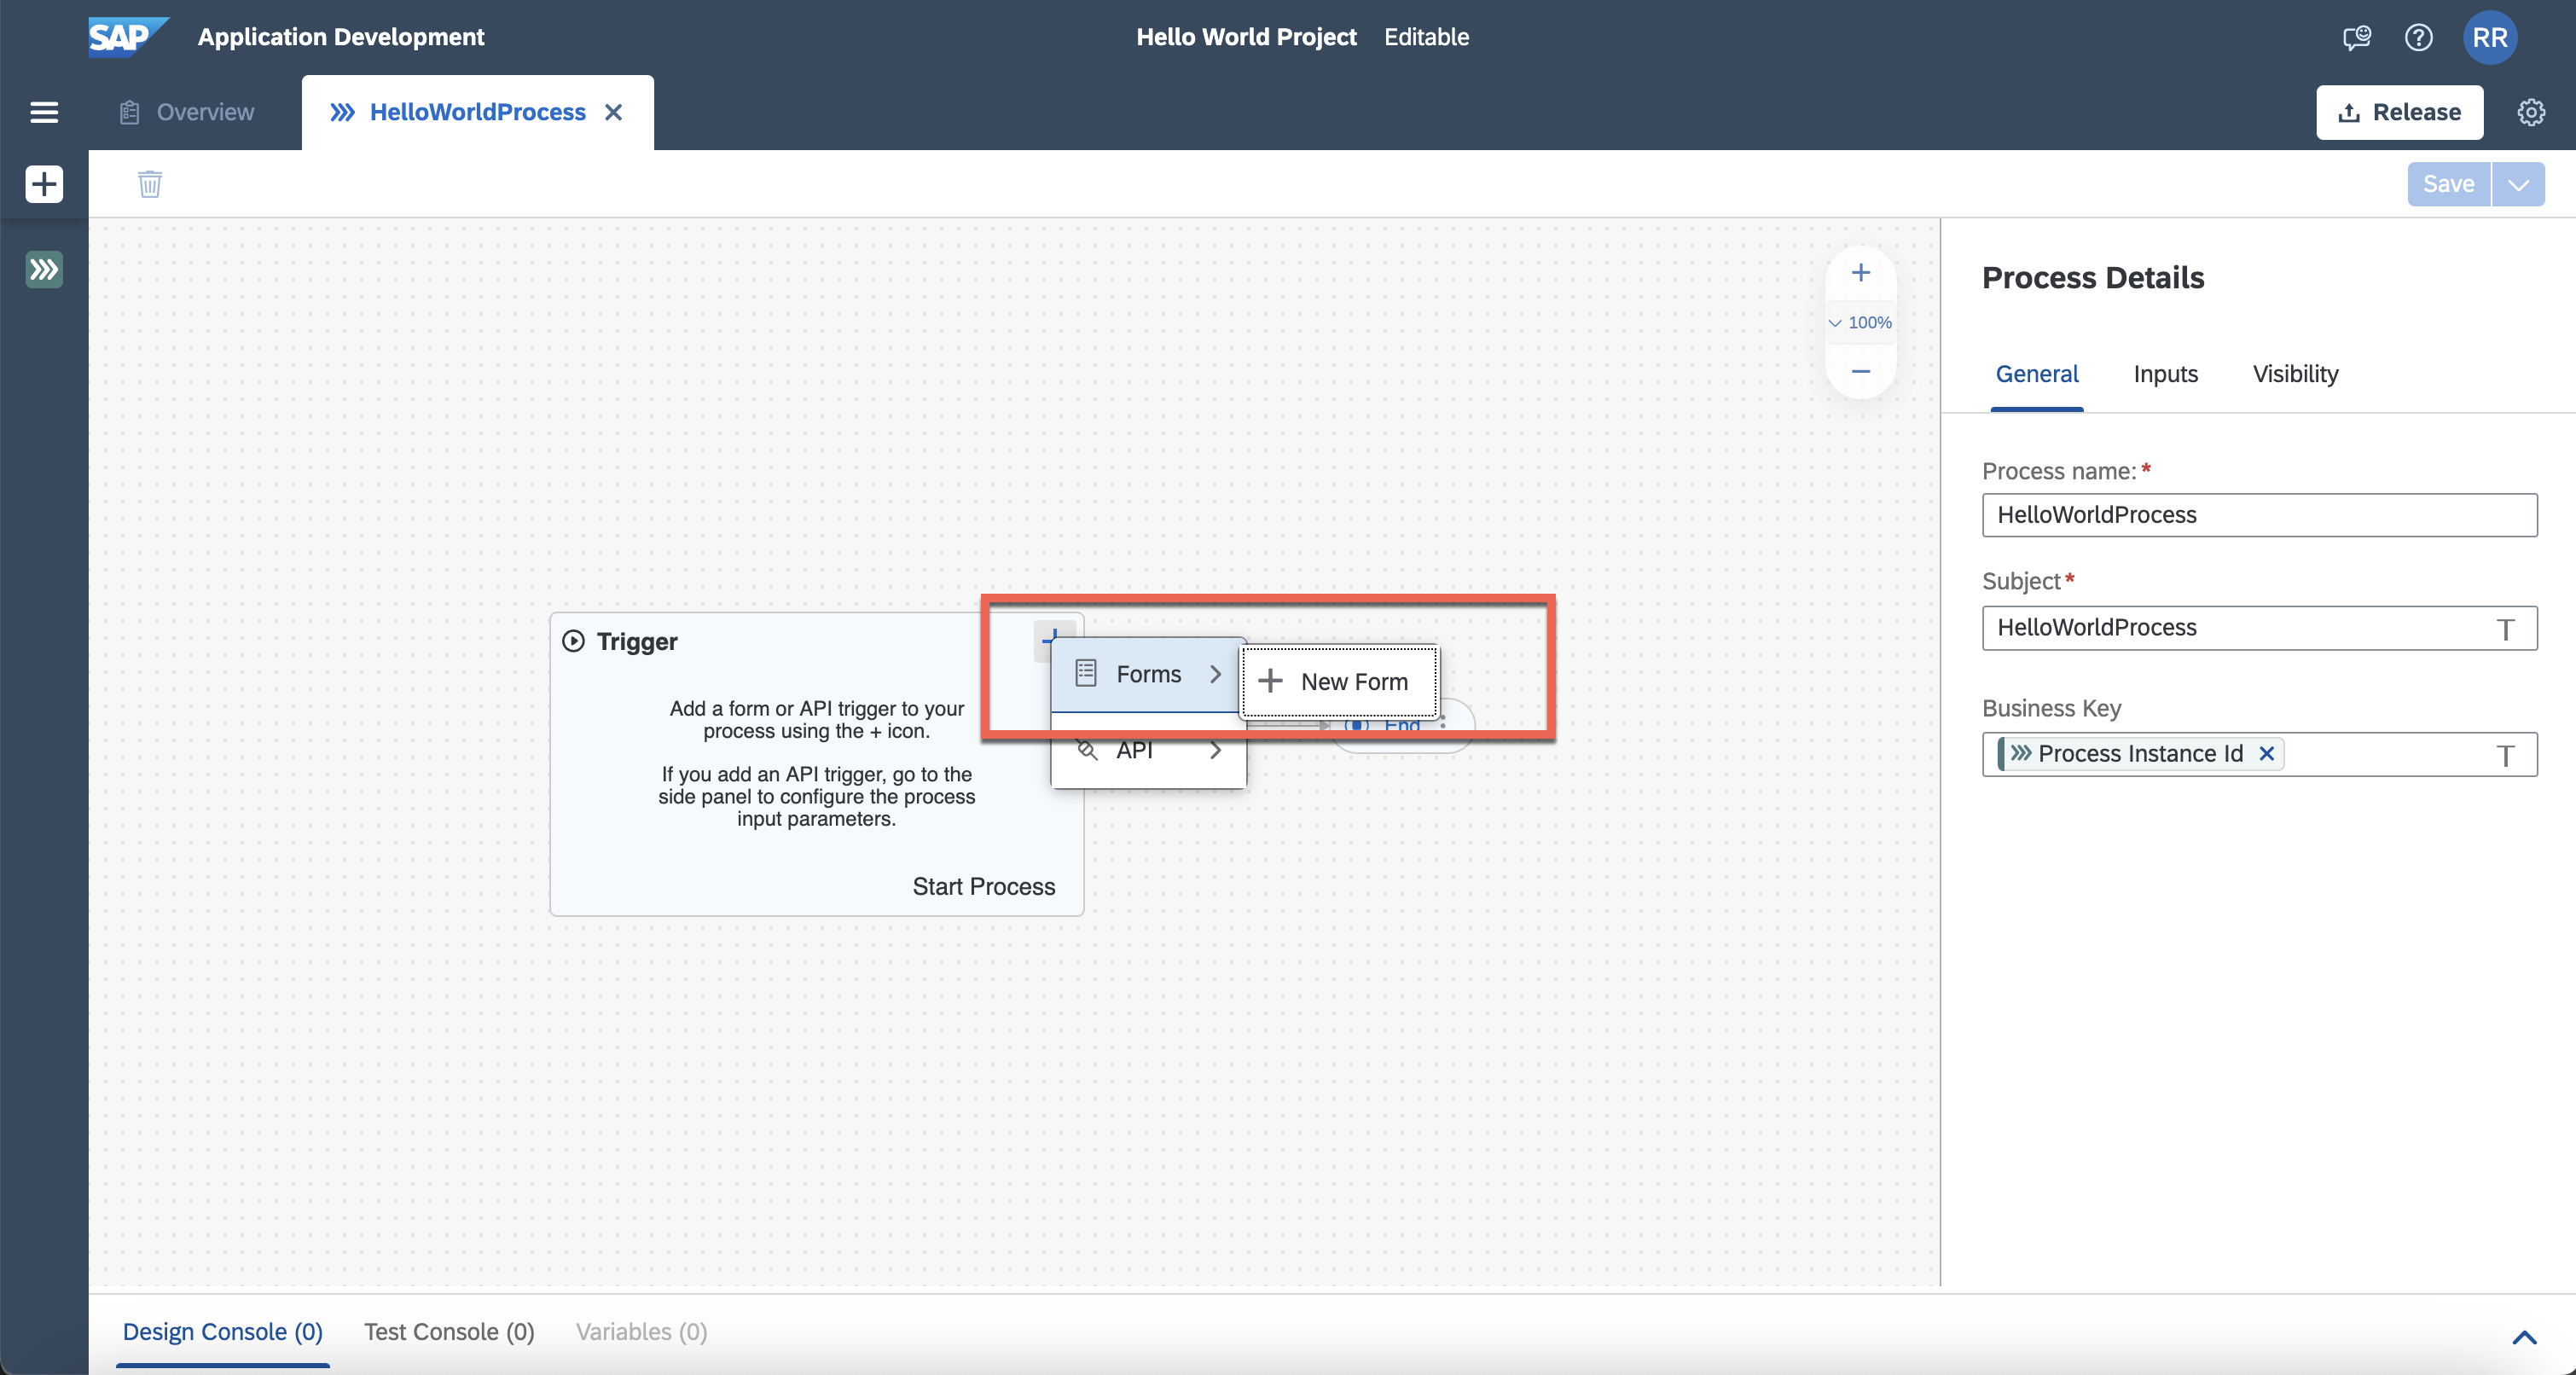 SAP Application Development Hello World Project Editable RR
Overview HelloWorldProcess Release
Save
100%
Trigger
Add a form or API trigger to your
process using the + icon.
If you add an API trigger, go to the
side panel to configure the process
input parameters.
Start Process
Forms
New Form
API
End
Process Details
General Inputs Visibility
Process name:*
HelloWorldProcess
Subject*
HelloWorldProcess
Business Key
Process Instance Id
Design Console (0) Test Console (0) Variables (0)